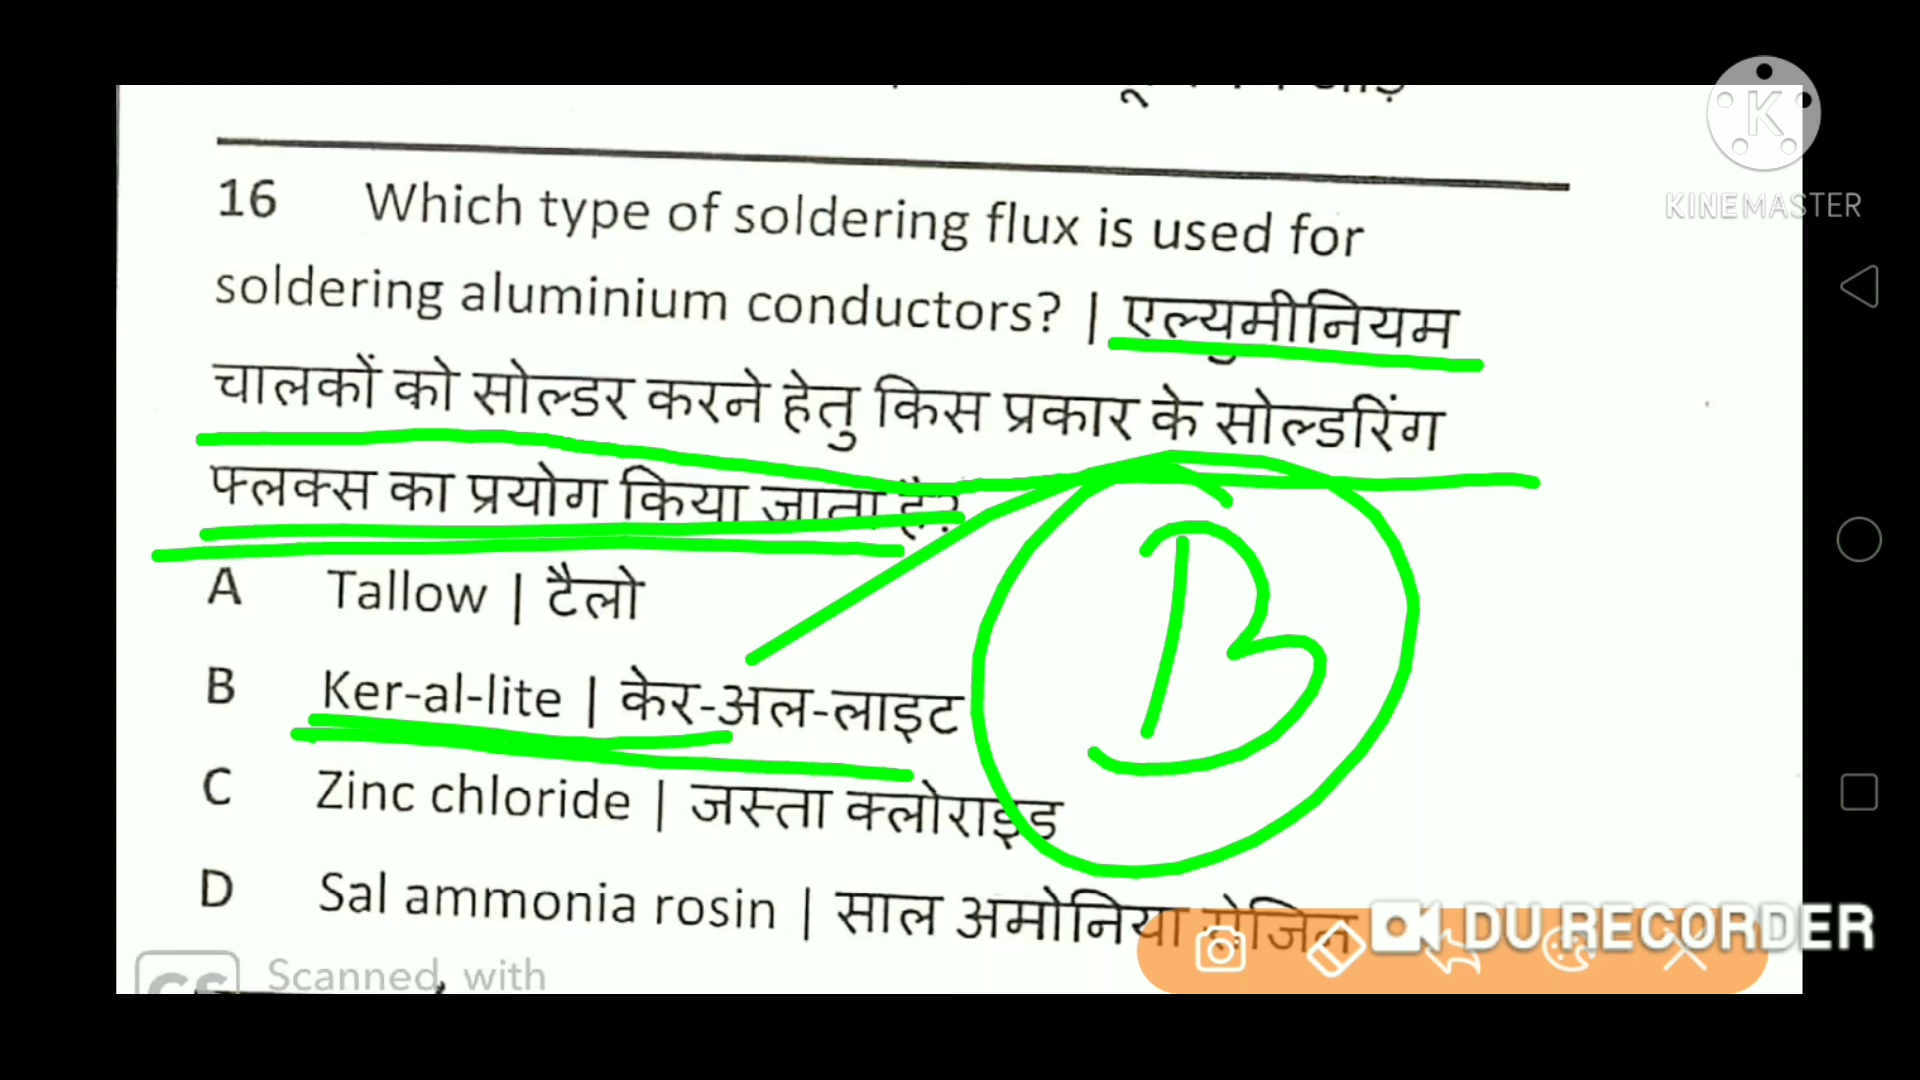 KINEMASTER
16 Which type of soldering flux is used for
soldering aluminium conductors? | एल्युमीनियम
चालकों को सोल्डर करने हेतु किस प्रकार के सोल्डरिंग
फ्लक्स का प्रयोग किया जाता है?
A Tallow | टैलो
B Ker-al-lite | केर-अल-लाइट
B
C Zinc chloride | जस्ता क्लोराइड
D Sal ammonia rosin | साल अमोनिया रोजिन
DU RECORDER
CS Scanned with